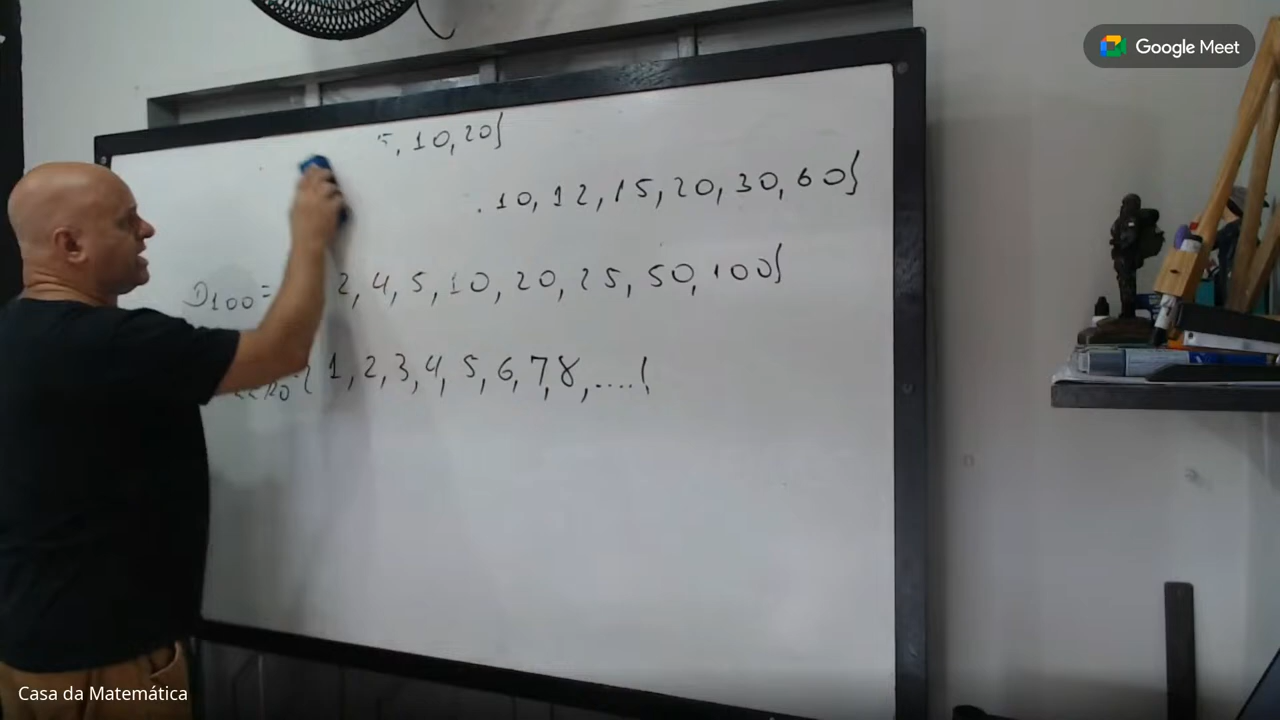 5, 10, 20}
10, 12, 15, 20, 30, 60}
D100= 2, 4, 5, 10, 20, 25, 50, 100}
{ 1, 2, 3, 4, 5, 6, 7, 8, ....
Google Meet
Casa da Matemática